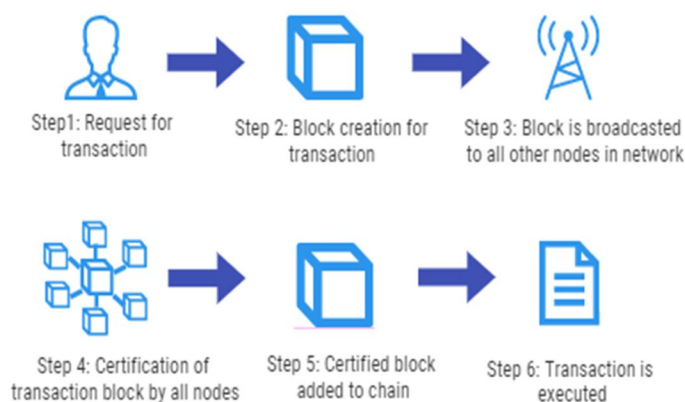 Step1: Request for
transaction
Step 2: Block creation for
transaction
Step 3: Block is broadcasted
to all other nodes in network
Step 4: Certification of
transaction block by all nodes
Step 5: Certified block
added to chain
Step 6: Transaction is
executed